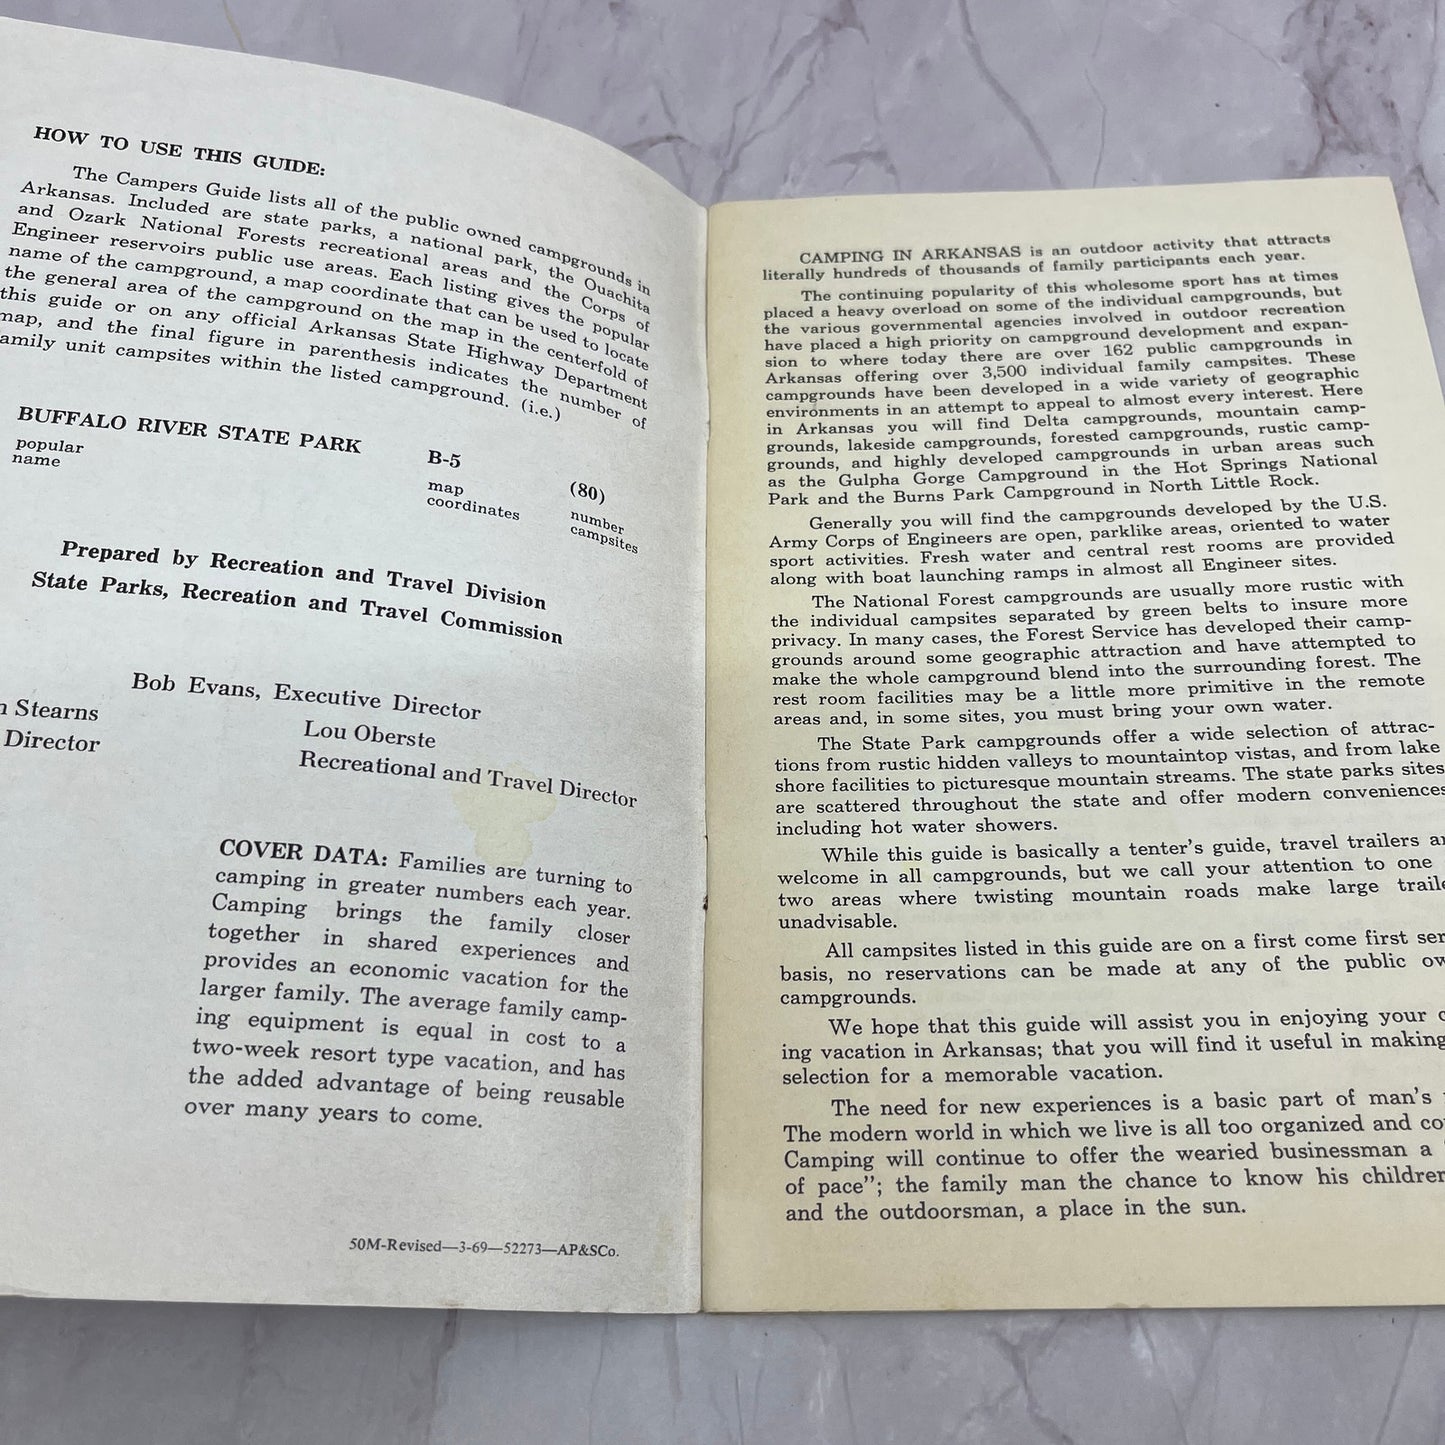 HOW TO USE THIS GUIDE:
The Campers Guide lists all of the public owned campgrounds in
Arkansas. Included are state parks, a national park, the Ouachita
and Ozark National Forests recreational areas and the Corps of
Engineer reservoirs public use areas. Each listing gives the popular
name of the campground, a map coordinate that can be used to locate
the general area of the campground on the map in the centerfold of
this guide or on any official Arkansas State Highway Department
map, and the final figure in parenthesis indicates the number of
family unit campsites within the listed campground. (i.e.)
BUFFALO RIVER STATE PARK B-5 (80)
popular map number
name coordinates campsites
Prepared by Recreation and Travel Division
State Parks, Recreation and Travel Commission
Bob Evans, Executive Director
Stearns Lou Oberste
Director Recreational and Travel Director
COVER DATA: Families are turning to
camping in greater numbers each year.
Camping brings the family closer
together in shared experiences and
provides an economic vacation for the
larger family. The average family camp-
ing equipment is equal in cost to a
two-week resort type vacation, and has
the added advantage of being reusable
over many years to come.
50M-Revised—3-69—52273—AP&SCo.
CAMPING IN ARKANSAS is an outdoor activity that attracts
literally hundreds of thousands of family participants each year.
The continuing popularity of this wholesome sport has at times
placed a heavy overload on some of the individual campgrounds, but
the various governmental agencies involved in outdoor recreation
have placed a high priority on campground development and expan-
sion to where today there are over 162 public campgrounds in
Arkansas offering over 3,500 individual family campsites. These
campgrounds have been developed in a wide variety of geographic
environments in an attempt to appeal to almost every interest. Here
in Arkansas you will find Delta campgrounds, mountain camp-
grounds, lakeside campgrounds, forested campgrounds, rustic camp-
grounds, and highly developed campgrounds in urban areas such
as the Gulpha Gorge Campground in the Hot Springs National
Park and the Burns Park Campground in North Little Rock.
Generally you will find the campgrounds developed by the U.S.
Army Corps of Engineers are open, parklike areas, oriented to water
sport activities. Fresh water and central rest rooms are provided
along with boat launching ramps in almost all Engineer sites.
The National Forest campgrounds are usually more rustic with
the individual campsites separated by green belts to insure more
privacy. In many cases, the Forest Service has developed their camp-
grounds around some geographic attraction and have attempted to
make the whole campground blend into the surrounding forest. The
rest room facilities may be a little more primitive in the remote
areas and, in some sites, you must bring your own water.
The State Park campgrounds offer a wide selection of attrac-
tions from rustic hidden valleys to mountaintop vistas, and from lake
shore facilities to picturesque mountain streams. The state parks sites
are scattered throughout the state and offer modern conveniences
including hot water showers.
While this guide is basically a tenter's guide, travel trailers
welcome in all campgrounds, but we call your attention to one
two areas where twisting mountain roads make large
unadvisable.
All campsites listed in this guide are on a first come first
basis, no reservations can be made at any of the public
campgrounds.
We hope that this guide will assist you in enjoying your
ing vacation in Arkansas; that you will find it useful in making
selection for a memorable vacation.
The need for new experiences is a basic part of man's
The modern world in which we live is all too organized and
Camping will continue to offer the wearied businessman a
of pace"; the family man the chance to know his children
and the outdoorsman, a place in the sun.